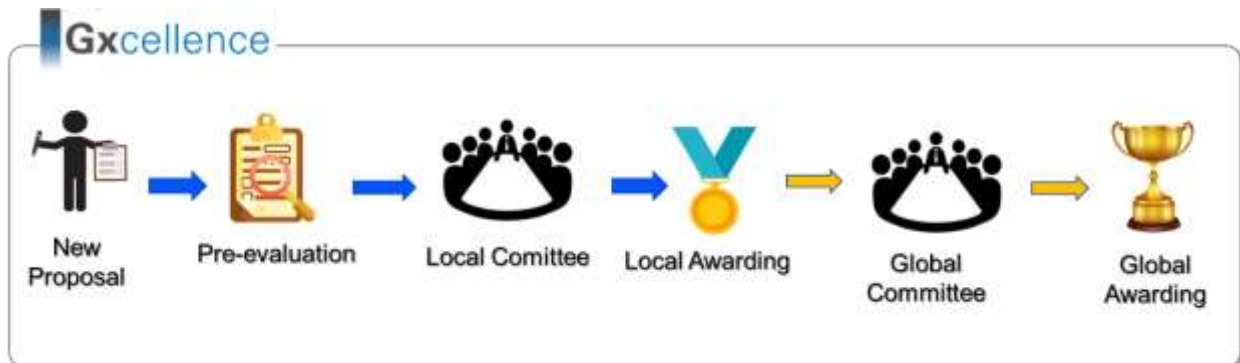 Gxcellence
New
Proposal
Pre-evaluation
Local Comittee
Local Awarding
Global
Committee
Global
Awarding